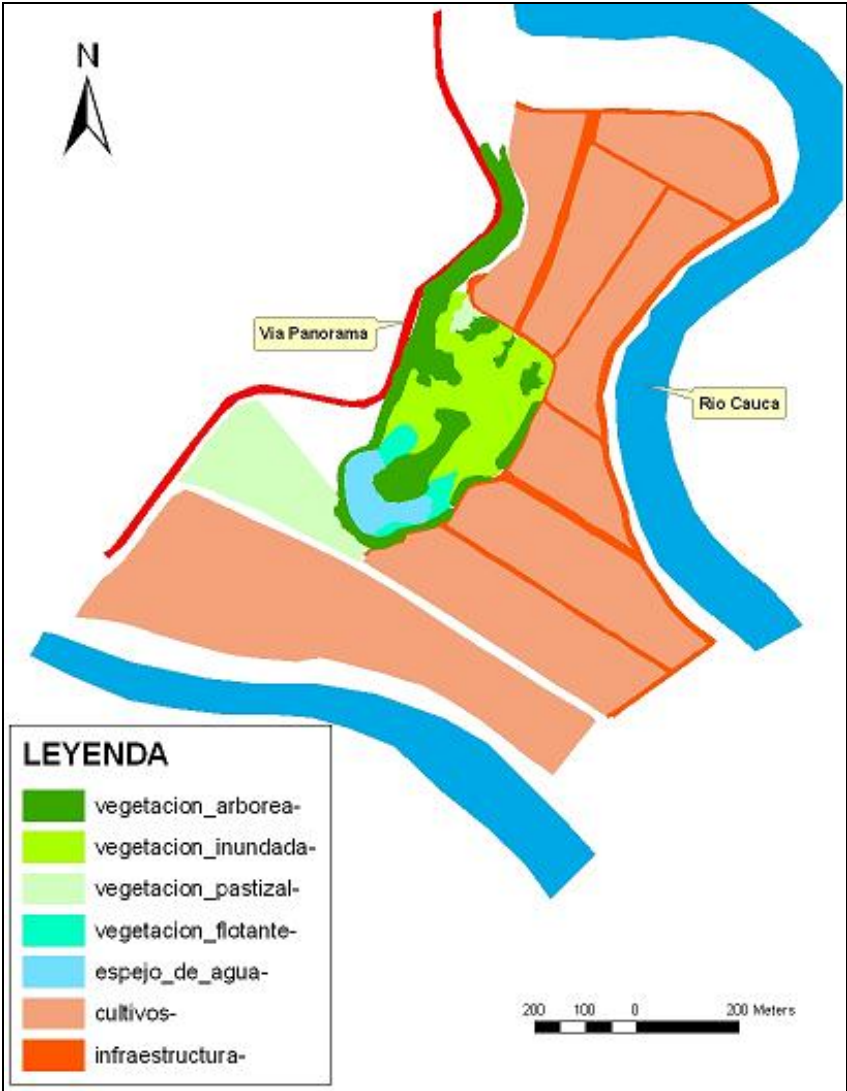 N
Via Panorama
Rio Cauca
LEYENDA
vegetacion_arborea-
vegetacion_inundada-
vegetacion_pastizal-
vegetacion_flotante-
espejo_de_agua-
cultivos-
infraestructura-
200 100 0 200 Meters